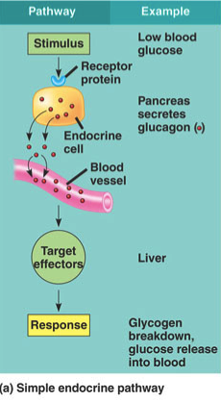 Pathway
Example
Stimulus
Low blood
glucose
Receptor
protein
Pancreas
secretes
glucagon ( )
Endocrine
cell
Blood
vessel
Target
effectors
Liver
Response
Glycogen
breakdown,
glucose release
into blood
(a) Simple endocrine pathway